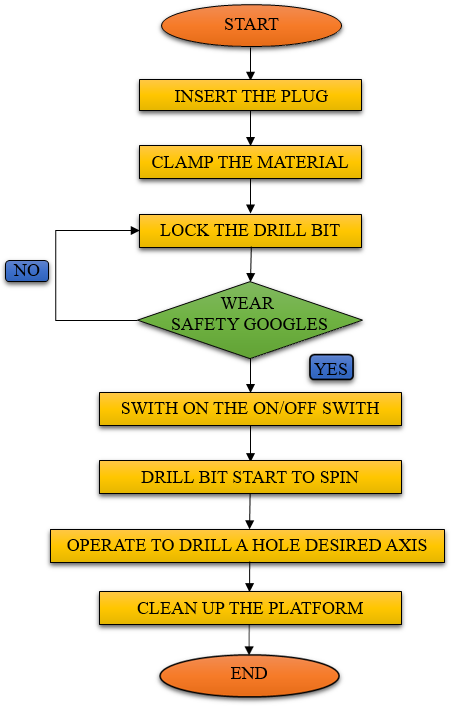 START
INSERT THE PLUG
CLAMP THE MATERIAL
LOCK THE DRILL BIT
NO
WEAR
SAFETY GOOGLES
YES
SWITH ON THE ON/OFF SWITH
DRILL BIT START TO SPIN
OPERATE TO DRILL A HOLE DESIRED AXIS
CLEAN UP THE PLATFORM
END